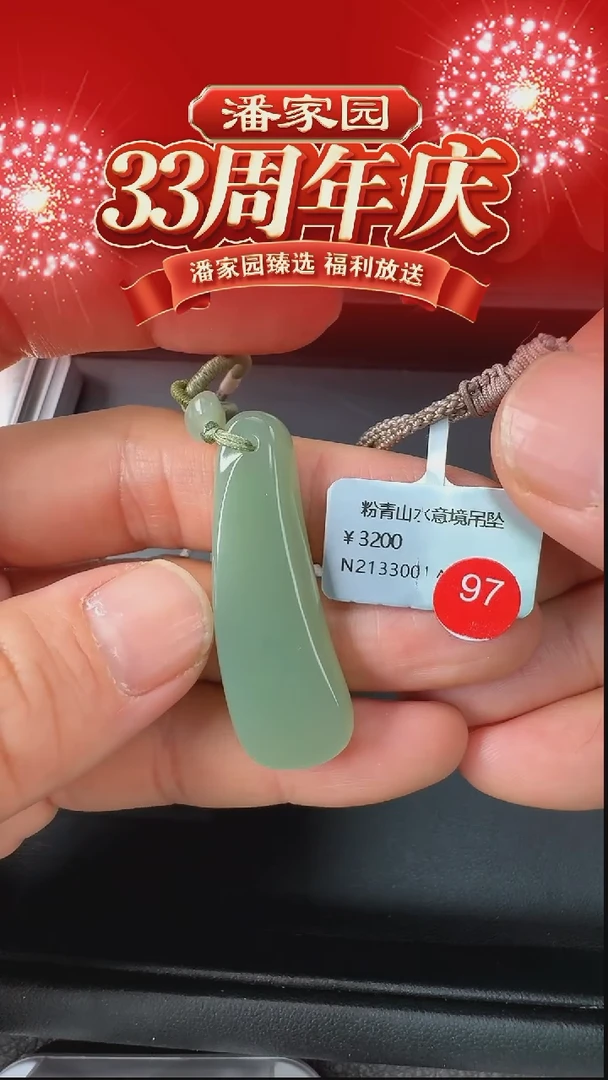 潘家园
33周年庆
潘家园臻选 福利放送
粉青山水意境吊坠
¥3200
N213300
97